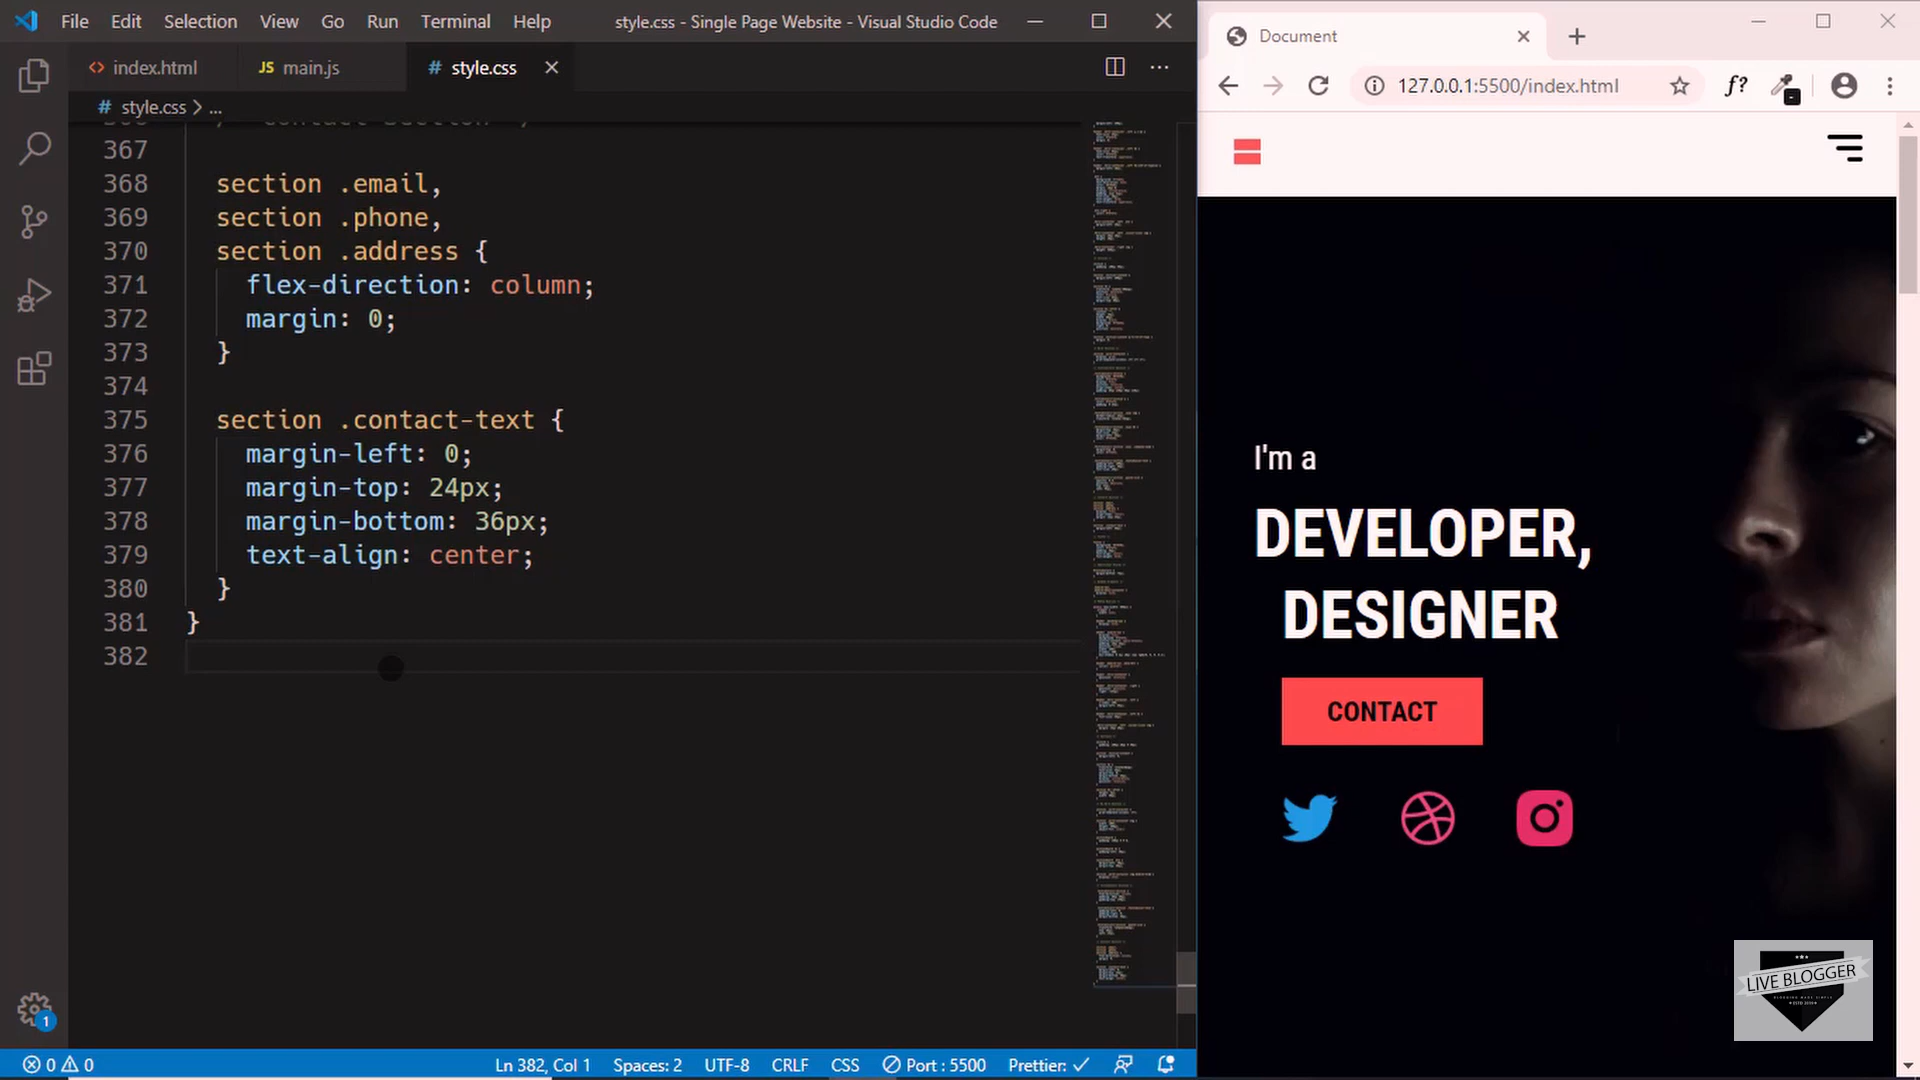 File Edit Selection View Go Run Terminal Help style.css - Single Page Website - Visual Studio Code
<> index.html JS main.js # style.css
# style.css > ...
367
368 section .email,
369 section .phone,
370 section .address {
371 flex-direction: column;
372 margin: 0;
373 }
374
375 section .contact-text {
376 margin-left: 0;
377 margin-top: 24px;
378 margin-bottom: 36px;
379 text-align: center;
380 }
381 }
382
1
0 0 Ln 382, Col 1 Spaces: 2 UTF-8 CRLF CSS Port : 5500 Prettier: ✓
Document
127.0.0.1:5500/index.html f?
I'm a
DEVELOPER,
DESIGNER
CONTACT
LIVE BLOGGER